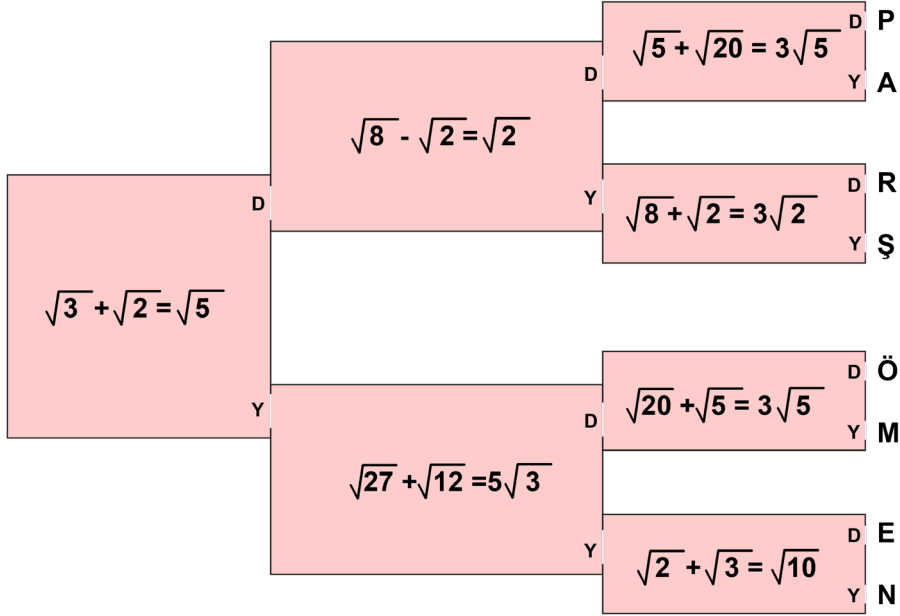 √3 + √2 = √5
D
Y
√8 - √2 = √2
D
Y
√27 + √12 = 5√3
D
Y
√5 + √20 = 3√5
D P
Y A
√8 + √2 = 3√2
D R
Y Ş
√20 + √5 = 3√5
D Ö
Y M
√2 + √3 = √10
D E
Y N